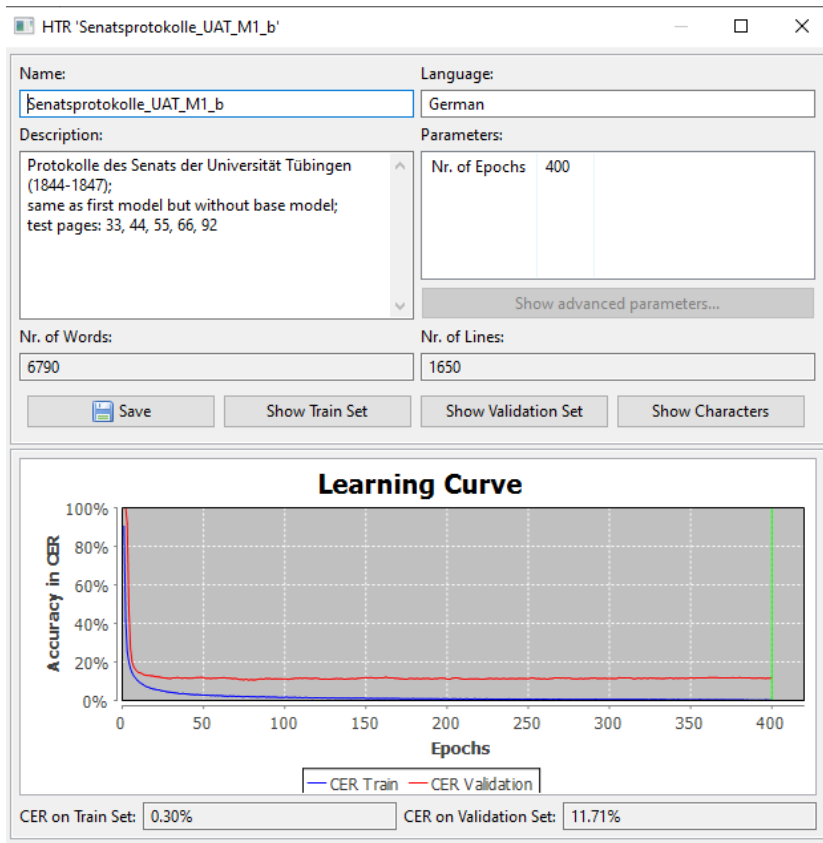 HTR 'Senatsprotokolle_UAT_M1_b'
Name:
Language:
Senatsprotokolle_UAT_M1_b
German
Description:
Parameters:
Protokolle des Senats der Universität Tübingen
(1844-1847);
same as first model but without base model;
test pages: 33, 44, 55, 66, 92
Nr. of Epochs 400
Show advanced parameters...
Nr. of Words:
Nr. of Lines:
6790
1650
Save
Show Train Set
Show Validation Set
Show Characters
Learning Curve
Accuracy in CER
100%
80%
60%
40%
20%
0%
0 50 100 150 200 250 300 350 400
Epochs
CER Train CER Validation
CER on Train Set: 0.30% CER on Validation Set: 11.71%